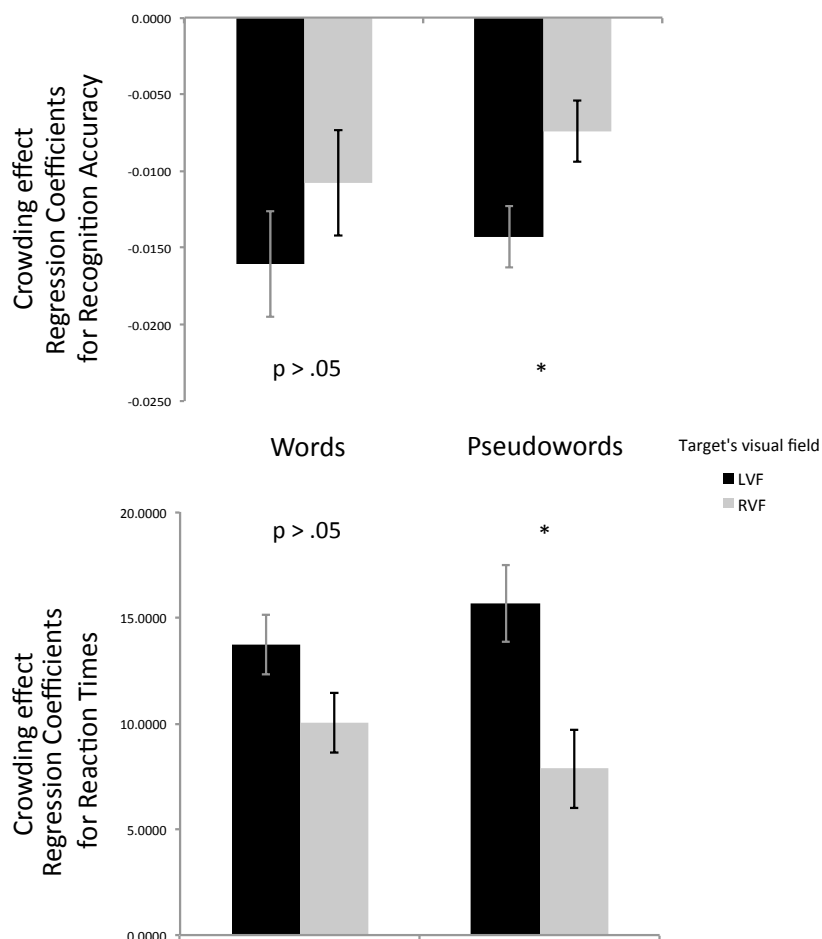 Crowding effect
Regression Coefficients
for Recognition Accuracy
0.0000
-0.0050
-0.0100
-0.0150
-0.0200
-0.0250
p > .05 *
Words Pseudowords
Target's visual field
LVF
RVF
Crowding effect
Regression Coefficients
for Reaction Times
20.0000
15.0000
10.0000
5.0000
0.0000
p > .05 *